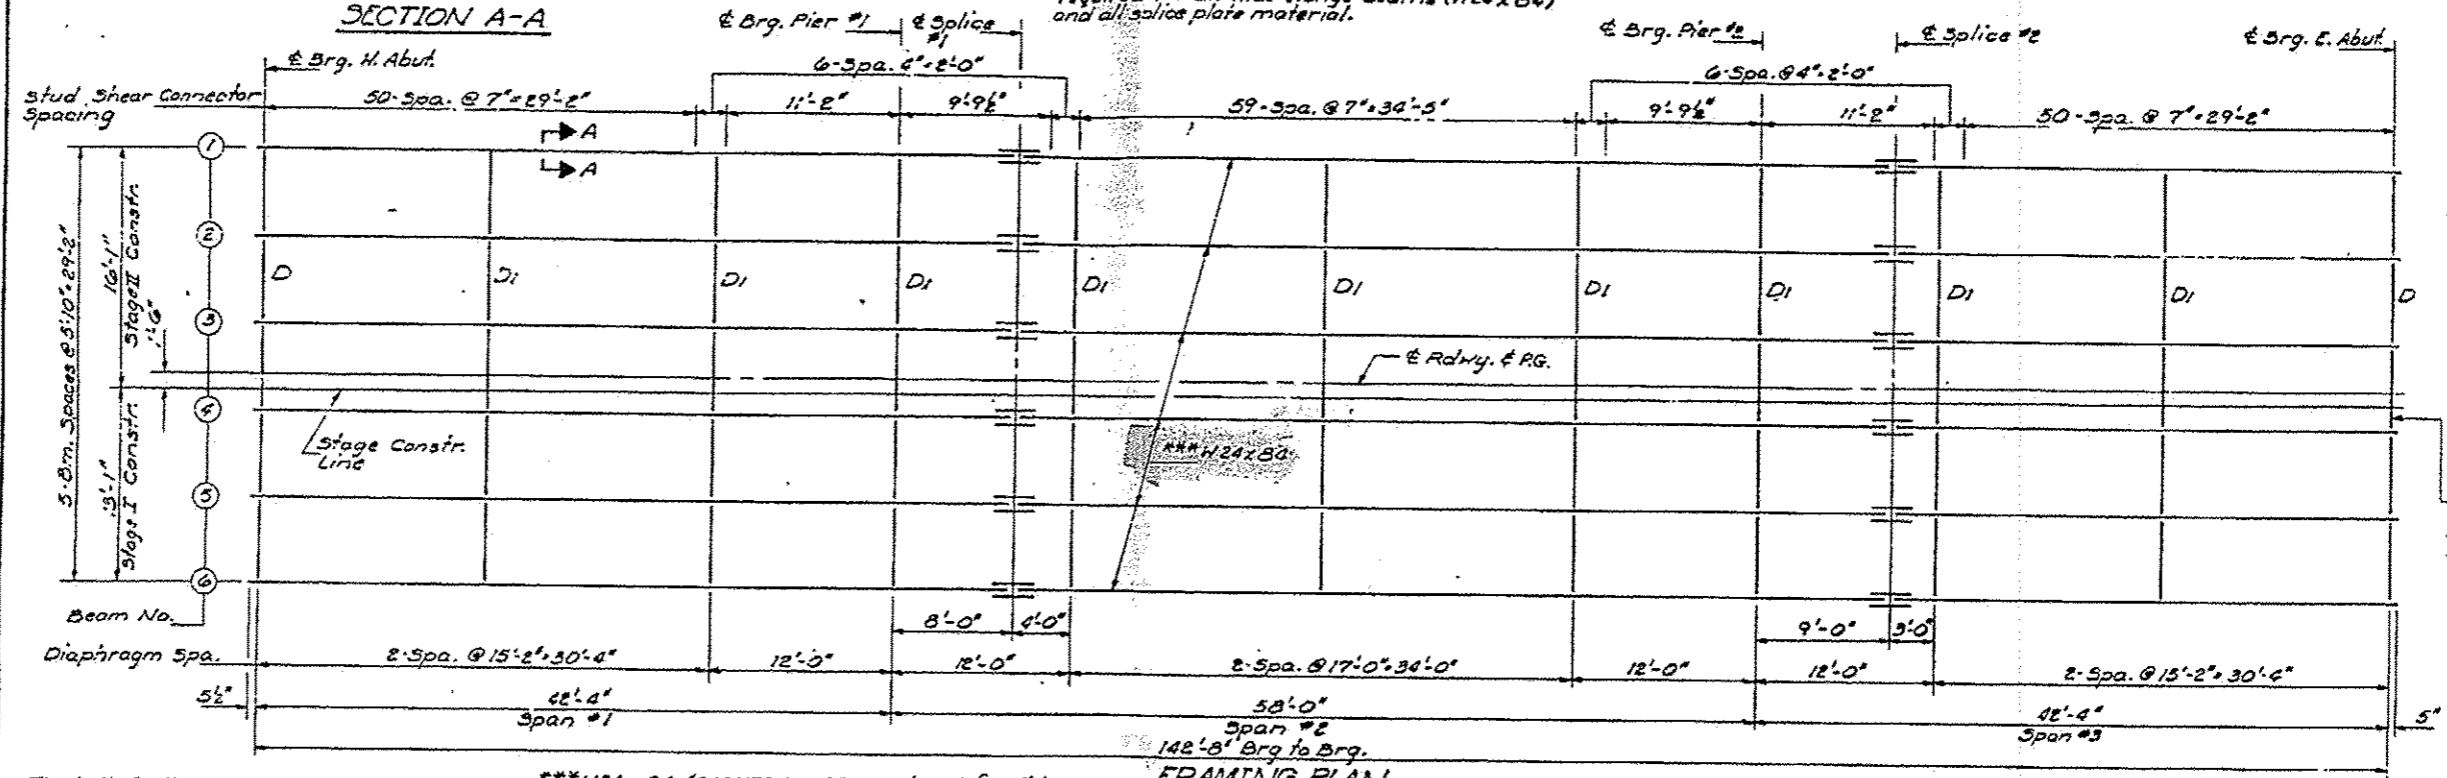 SECTION A-A
and all splice plate material.
℄ Brg. W. Abut.
℄ Brg. Pier #1
℄ Splice #1
℄ Brg. Pier #2
℄ Splice #2
℄ Brg. E. Abut.
Stud Shear Connector
Spacing
50-Spa. @ 7"=29'-2"
6-Spa. 4"=2'-0"
11'-2"
9'-9½"
59-Spa. @ 7"=34'-5"
6-Spa. @4"=2'-0"
9'-9½"
11'-2"
50-Spa. @ 7"=29'-2"
A
A
1
2
3
4
5
6
5-Bm. Spaces @ 5'-10"=29'-2"
16'-1"
Stage II Constr.
1'-6"
13'-1"
Stage I Constr.
D
D1
D1
D1
D1
D1
D1
D1
D1
D1
D
℄ Rdwy. & P.G.
Stage Constr.
Line
***W24x84
Beam No.
8'-0"
4'-0"
9'-0"
3'-0"
Diaphragm Spa.
2-Spa. @ 15'-2"=30'-4"
12'-0"
12'-0"
2-Spa. @ 17'-0"=34'-0"
12'-0"
12'-0"
2-Spa. @ 15'-2"=30'-4"
5½"
42'-4"
Span #1
58'-0"
Span #2
42'-4"
Span #3
5"
142'-8" Brg to Brg.
FRAMING PLAN